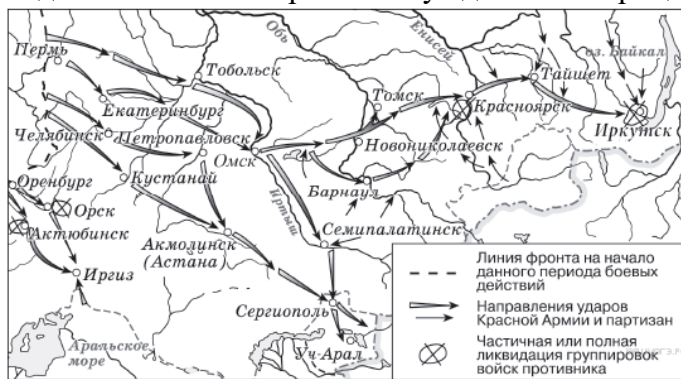 Пермь
Тобольск
Обь
Енисей
оз. Байкал
Екатеринбург
Томск
Тайшет
Красноярск
Иркутск
Челябинск
Петропавловск
Омск
Новониколаевск
Оренбург
Кустанай
Барнаул
Орск
Иртыш
Актюбинск
Акмолинск
(Астана)
Семипалатинск
Иргиз
Сергиополь
Аральское
море
Уч-Арал
Линия фронта на начало
данного периода боевых
действий
Направления ударов
Красной Армии и партизан
Частичная или полная
ликвидация группировок
войск противника